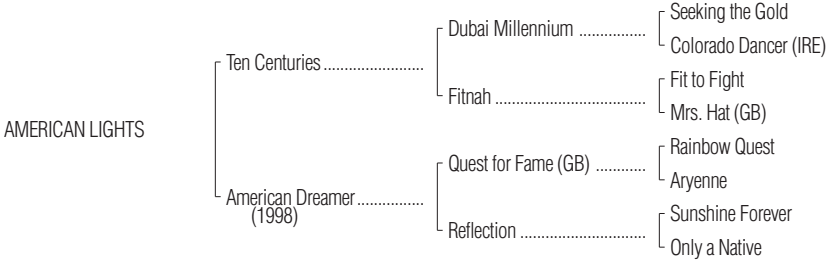 Seeking the Gold
Dubai Millennium ................
Colorado Dancer (IRE)
Ten Centuries ........................
Fit to Fight
Fitnah ....................................
Mrs. Hat (GB)
AMERICAN LIGHTS
Rainbow Quest
Quest for Fame (GB) ............
Aryenne
American Dreamer ................
(1998)
Sunshine Forever
Reflection ..............................
Only a Native